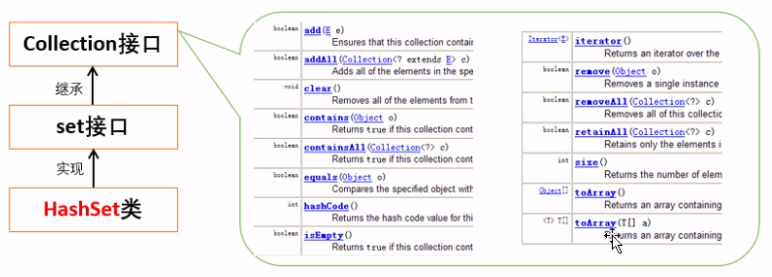 Collection接口
继承
set接口
实现
HashSet类
boolean add(E e)
Ensures that this collection contain
boolean addAll(Collection<? extends E> c)
Adds all of the elements in the spe
void clear()
Removes all of the elements from t
boolean contains(Object o)
Returns true if this collection cont
boolean containsAll(Collection<?> c)
Returns true if this collection cont
boolean equals(Object o)
Compares the specified object with
int hashCode()
Returns the hash code value for thi
boolean isEmpty()
Returns true if this collection cont
Iterator<E> iterator()
Returns an iterator over the
boolean remove(Object o)
Removes a single instance
boolean removeAll(Collection<?> c)
Removes all of this collectic
boolean retainAll(Collection<?> c)
Retains only the elements i
int size()
Returns the number of elem
Object[] toArray()
Returns an array containing
<T> T[] toArray(T[] a)
urns an array containing